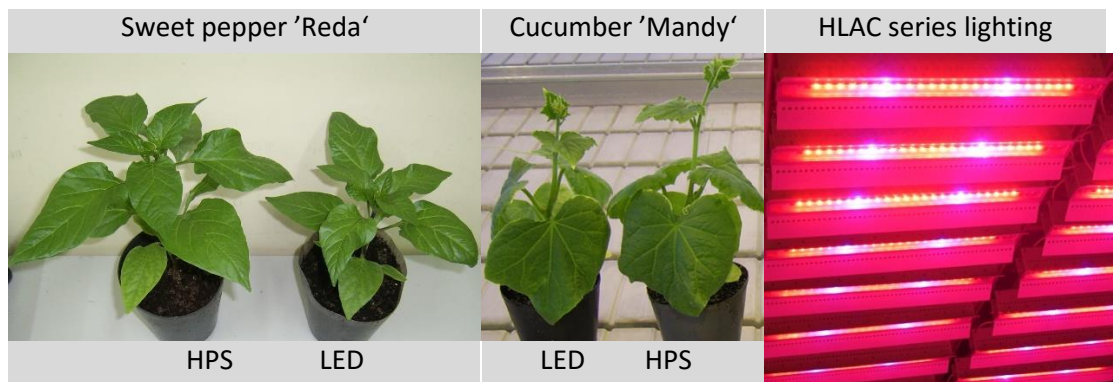 Sweet pepper ’Reda‘
Cucumber ’Mandy‘
HLAC series lighting
HPS LED
LED HPS